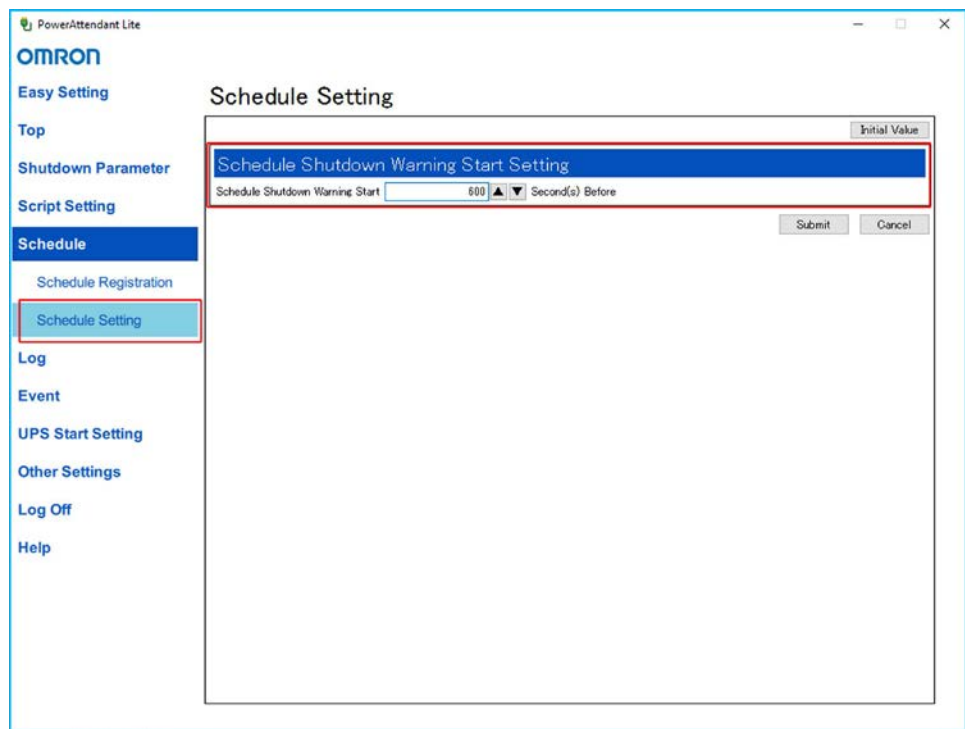 PowerAttendant Lite
OMRON
Easy Setting
Top
Shutdown Parameter
Script Setting
Schedule
Schedule Registration
Schedule Setting
Log
Event
UPS Start Setting
Other Settings
Log Off
Help
Schedule Setting
Initial Value
Schedule Shutdown Warning Start Setting
Schedule Shutdown Warning Start 600 Second(s) Before
Submit Cancel